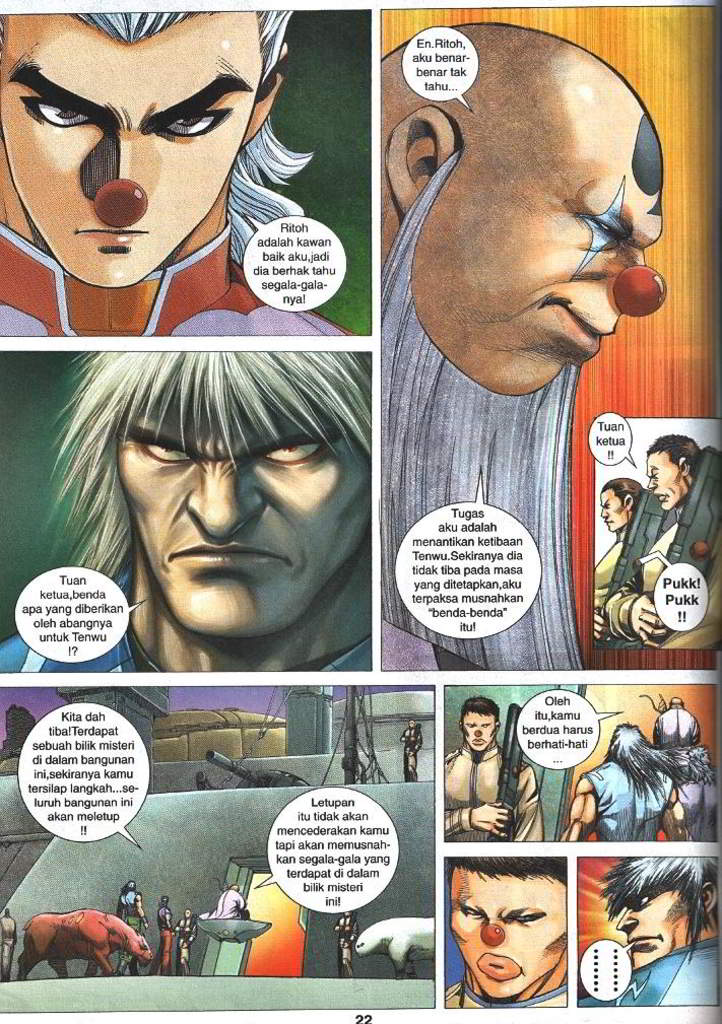 Ritoh
adalah kawan
baik aku,jadi
dia berhak tahu
segala-gala-
nya!
En.Ritoh,
aku benar-
benar tak
tahu...
Tuan
ketua,benda
apa yang diberikan
oleh abangnya
untuk Tenwu
!?
Tugas
aku adalah
menantikan ketibaan
Tenwu.Sekiranya dia
tidak tiba pada masa
yang ditetapkan,aku
terpaksa musnahkan
"benda-benda"
itu!
Tuan
ketua
!!
Pukk!
Pukk
!!
Kita dah
tiba!Terdapat
sebuah bilik misteri
di dalam bangunan
ini,sekiranya kamu
tersilap langkah...se-
luruh bangunan ini
akan meletup
!!
Letupan
itu tidak akan
mencederakan kamu
tapi akan memusnah-
kan segala-gala yang
terdapat di dalam
bilik misteri
ini!
Oleh
itu,kamu
berdua harus
berhati-hati
...
22